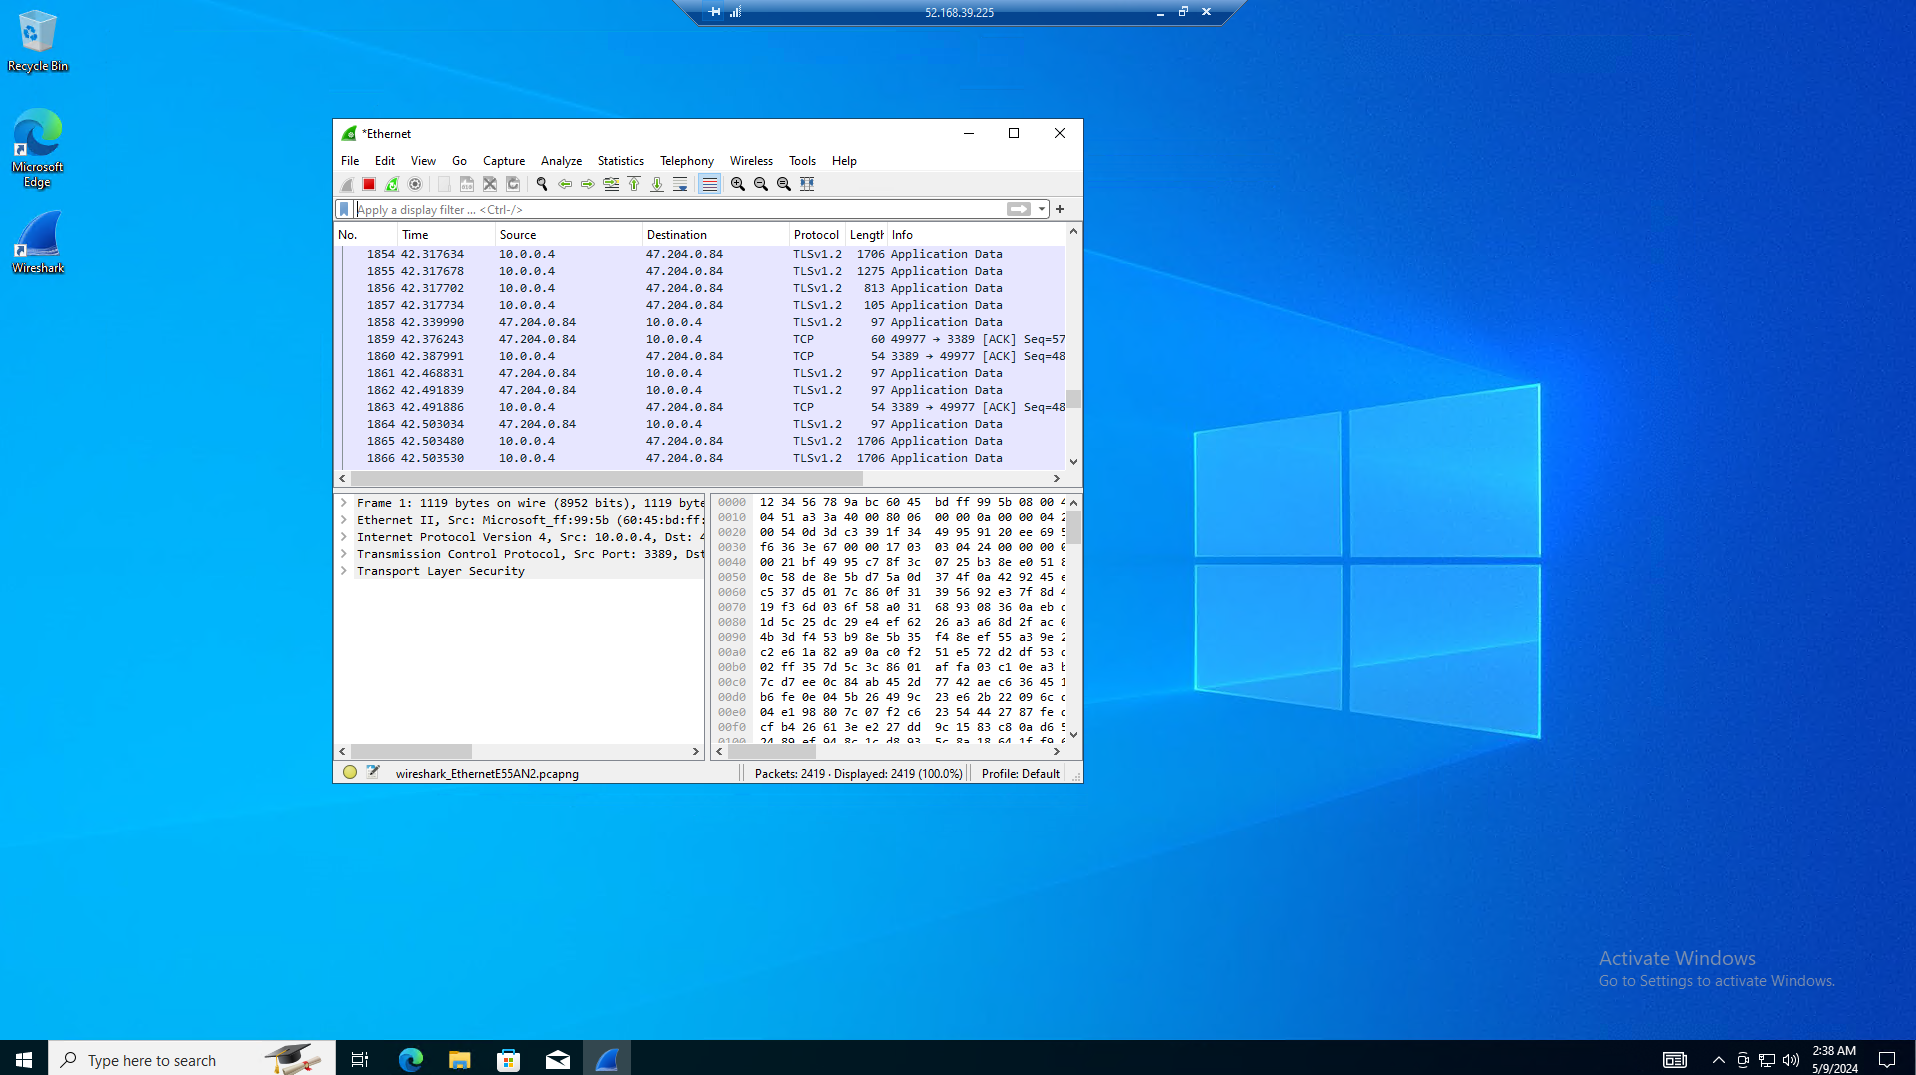 52.168.39.225
Recycle Bin
Microsoft Edge
Wireshark
*Ethernet
File Edit View Go Capture Analyze Statistics Telephony Wireless Tools Help
Apply a display filter ... <Ctrl-/>
No. Time Source Destination Protocol Length Info
1854 42.317634 10.0.0.4 47.204.0.84 TLSv1.2 1706 Application Data
1855 42.317678 10.0.0.4 47.204.0.84 TLSv1.2 1275 Application Data
1856 42.317702 10.0.0.4 47.204.0.84 TLSv1.2 813 Application Data
1857 42.317734 10.0.0.4 47.204.0.84 TLSv1.2 105 Application Data
1858 42.339990 47.204.0.84 10.0.0.4 TLSv1.2 97 Application Data
1859 42.376243 47.204.0.84 10.0.0.4 TCP 60 49977 → 3389 [ACK] Seq=57
1860 42.387991 10.0.0.4 47.204.0.84 TCP 54 3389 → 49977 [ACK] Seq=48
1861 42.468831 47.204.0.84 10.0.0.4 TLSv1.2 97 Application Data
1862 42.491839 47.204.0.84 10.0.0.4 TLSv1.2 97 Application Data
1863 42.491886 10.0.0.4 47.204.0.84 TCP 54 3389 → 49977 [ACK] Seq=48
1864 42.503034 47.204.0.84 10.0.0.4 TLSv1.2 97 Application Data
1865 42.503480 10.0.0.4 47.204.0.84 TLSv1.2 1706 Application Data
1866 42.503530 10.0.0.4 47.204.0.84 TLSv1.2 1706 Application Data
Frame 1: 1119 bytes on wire (8952 bits), 1119 byte
Ethernet II, Src: Microsoft_ff:99:5b (60:45:bd:ff:
Internet Protocol Version 4, Src: 10.0.0.4, Dst: 4
Transmission Control Protocol, Src Port: 3389, Dst
Transport Layer Security
0000 12 34 56 78 9a bc 60 45 bd ff 99 5b 08 00 4
0010 04 51 a3 3a 40 00 80 06 00 00 0a 00 00 04 2
0020 00 54 0d 3d c3 39 1f 34 49 95 91 20 ee 69 5
0030 f6 36 3e 67 00 00 17 03 03 04 24 00 00 00 0
0040 00 21 bf 49 95 c7 8f 3c 07 25 b3 8e e0 51 8
0050 0c 58 de 8e 5b d7 5a 0d 37 4f 0a 42 92 45 e
0060 c5 37 d5 01 7c 86 0f 31 39 56 92 e3 7f 8d 4
0070 19 f3 6d 03 6f 58 a0 31 68 93 08 36 0a eb
0080 1d 5c 25 dc 29 e4 ef 62 26 a3 a6 8d 2f ac 0
0090 4b 3d f4 53 b9 8e 5b 35 f4 8e ef 55 a3 9e 2
00a0 c2 e6 1a 82 a9 0a c0 f2 51 e5 72 d2 df 53
00b0 02 ff 35 7d 5c 3c 86 01 af fa 03 c1 0e a3 b
00c0 7c d7 ee 0c 84 ab 45 2d 77 42 ae c6 36 45 1
00d0 b6 fe 0e 04 5b 26 49 9c 23 e6 2b 22 09 6c
00e0 04 e1 98 80 7c 07 f2 c6 23 54 44 27 87 fe
00f0 cf b4 26 61 3e e2 27 dd 9c 15 83 c8 0a d6 5
0100 24 89 ef 94 8c 1c d8 93 5c 8a 18 64 1f f9
wireshark_EthernetE55AN2.pcapng
Packets: 2419 · Displayed: 2419 (100.0%)
Profile: Default
Activate Windows
Go to Settings to activate Windows.
Type here to search
2:38 AM
5/9/2024